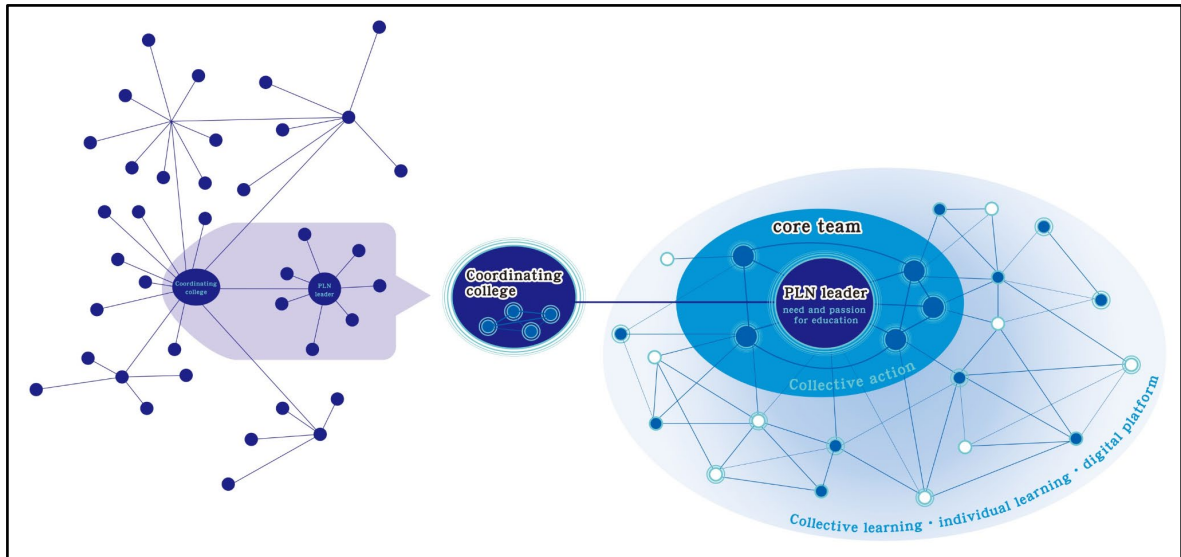 Coordinating
college
PLN
leader
Coordinating
college
core team
PLN leader
need and passion
for education
Collective action
Collective learning・individual learning・digital platform